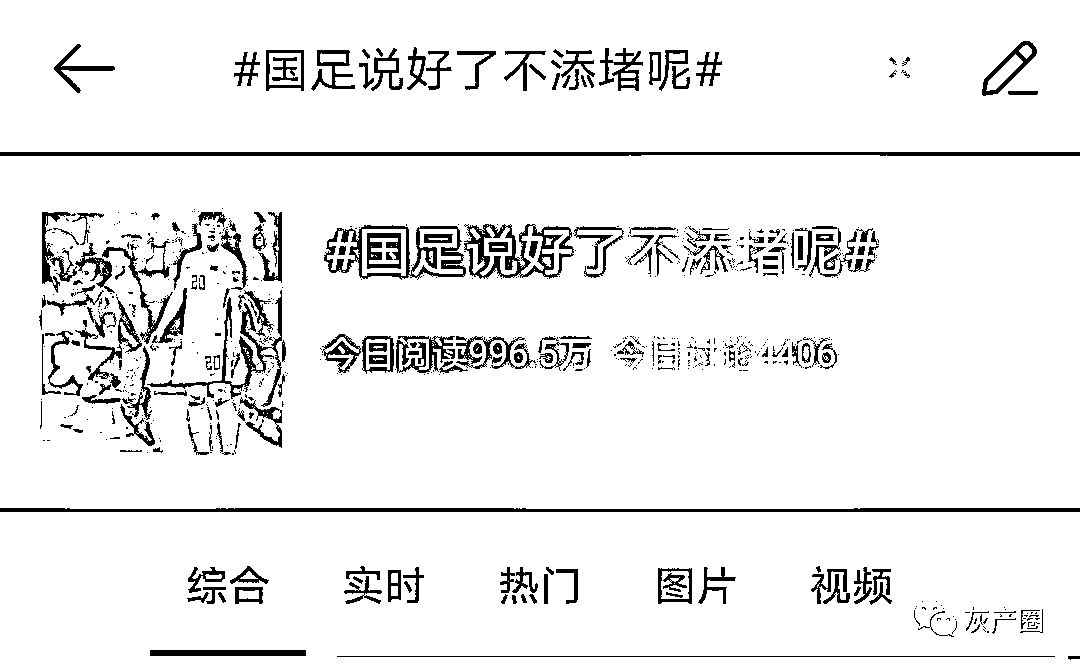 #国足说好了不添堵呢#
#国足说好了不添堵呢#
今日阅读996.5万 今日讨论4406
20
20
综合 实时 热门 图片 视频
灰产圈